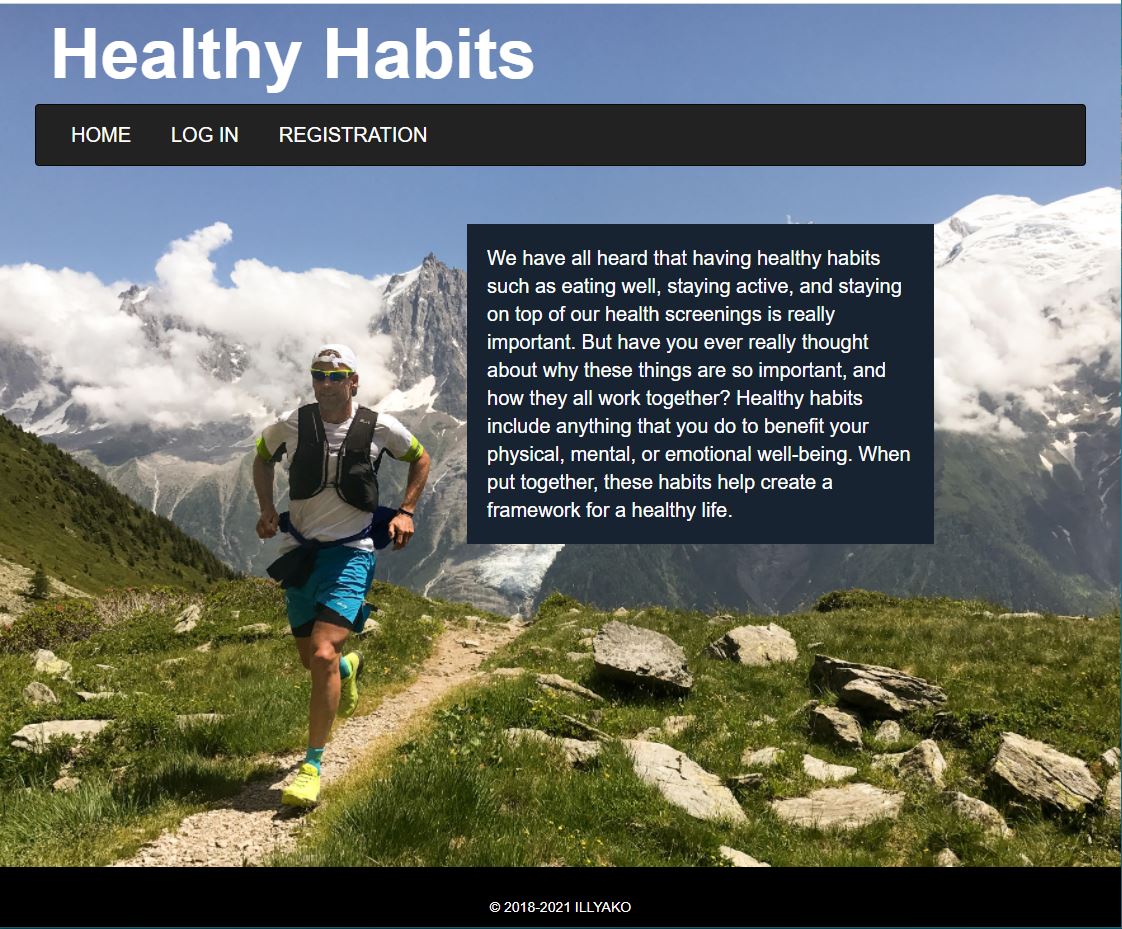 Healthy Habits
HOME LOG IN REGISTRATION
We have all heard that having healthy habits
such as eating well, staying active, and staying
on top of our health screenings is really
important. But have you ever really thought
about why these things are so important, and
how they all work together? Healthy habits
include anything that you do to benefit your
physical, mental, or emotional well-being. When
put together, these habits help create a
framework for a healthy life.
© 2018-2021 ILLYAKO